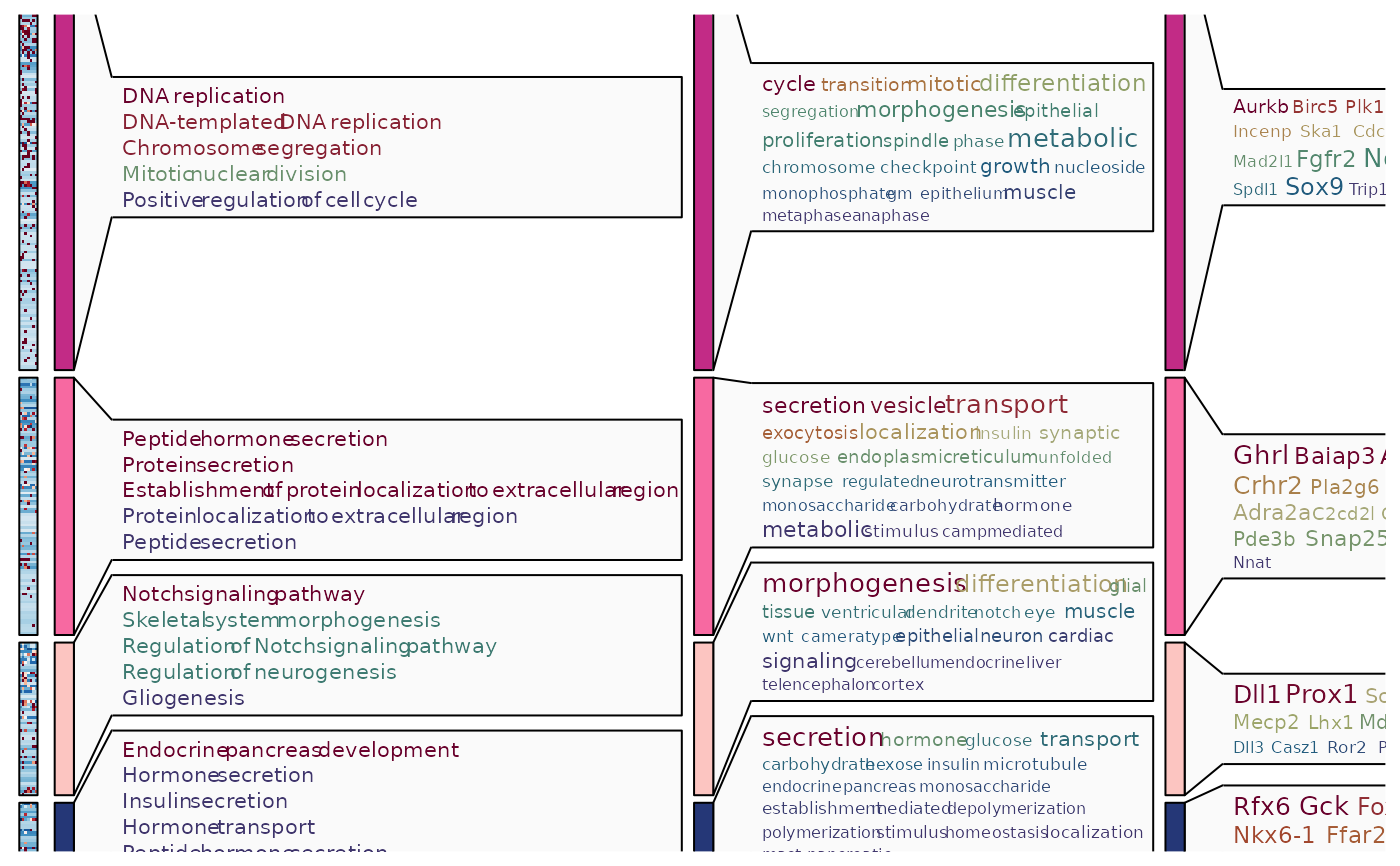 DNA replication
DNA-templated DNA replication
Chromosome segregation
Mitotic nuclear division
Positive regulation of cell cycle
Peptide hormone secretion
Protein secretion
Establishment of protein localization to extracellular region
Protein localization to extracellular region
Peptide secretion
Notch signaling pathway
Skeletal system morphogenesis
Regulation of Notch signaling pathway
Regulation of neurogenesis
Gliogenesis
Endocrine pancreas development
Hormone secretion
Insulin secretion
Hormone transport
Peptide hormone secretion
cycle transition mitotic differentiation
segregation morphogenesis epithelial
proliferation spindle phase metabolic
chromosome checkpoint growth nucleoside
monophosphate gm epithelium muscle
metaphase anaphase
secretion vesicle transport
exocytosis localization insulin synaptic
glucose endoplasmic reticulum unfolded
synapse regulated neurotransmitter
monosaccharide carbohydrate hormone
metabolic stimulus camp mediated
morphogenesis differentiation glial
tissue ventricular dendrite notch eye muscle
wnt camera type epithelial neuron cardiac
signaling cerebellum endocrine liver
telencephalon cortex
secretion hormone glucose transport
carbohydrate hexose insulin microtubule
endocrine pancreas monosaccharide
establishment mediated depolymerization
polymerization stimulus homeostasis localization
Aurkb Birc5 Plk1
Incenp Ska1 Cdc
Mad2l1 Fgfr2
Spdl1 Sox9 Trip1
Ghrl Baiap3
Crhr2 Pla2g6
Adra2a C2cd2l
Pde3b Snap25
Nnat
Dll1 Prox1
Mecp2 Lhx1
Dll3 Casz1 Ror2
Rfx6 Gck
Nkx6-1 Ffar2